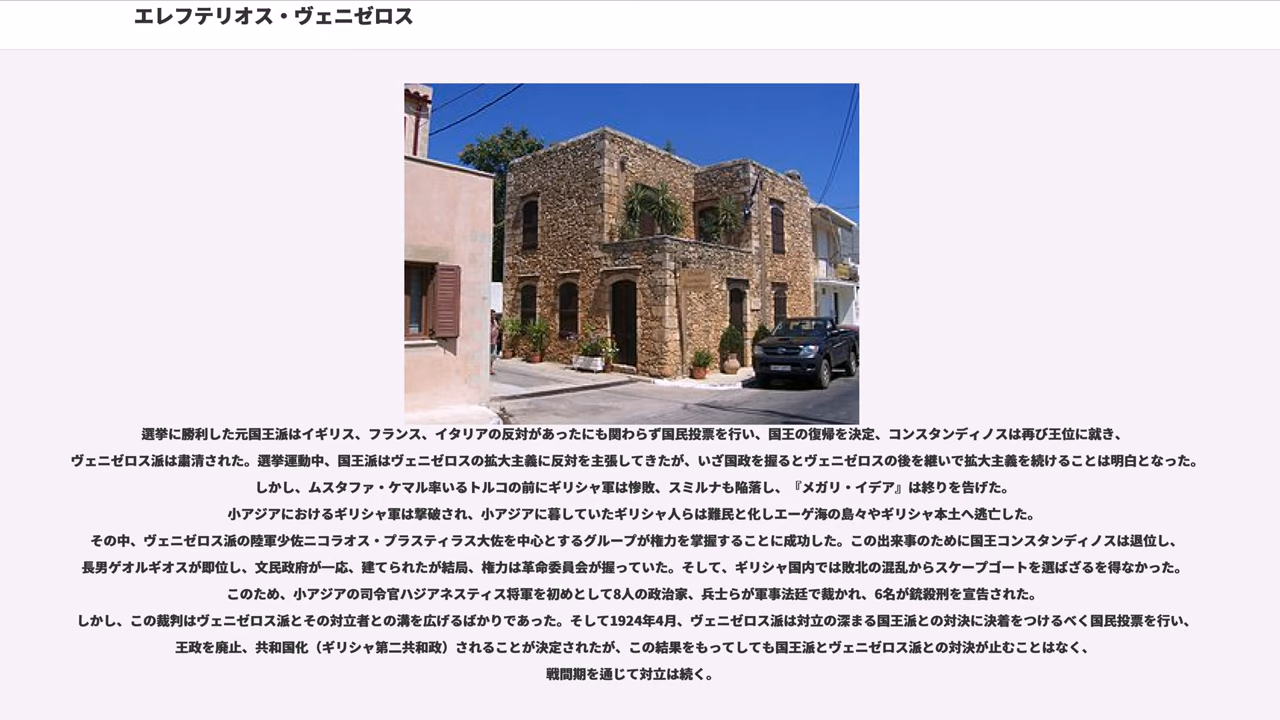 エレフテリオス・ヴェニゼロス
選挙に勝利した元国王派はイギリス、フランス、イタリアの反対があったにも関わらず国民投票を行い、国王の復帰を決定、コンスタンディノスは再び王位に就き、
ヴェニゼロス派は粛清された。選挙運動中、国王派はヴェニゼロスの拡大主義に反対を主張してきたが、いざ国政を握るとヴェニゼロスの後を継いで拡大主義を続けることは明白となった。
しかし、ムスタファ・ケマル率いるトルコの前にギリシャ軍は惨敗、スミルナも陥落し、『メガリ・イデア』は終りを告げた。
小アジアにおけるギリシャ軍は撃破され、小アジアに暮していたギリシャ人らは難民と化しエーゲ海の島々やギリシャ本土へ逃亡した。
その中、ヴェニゼロス派の陸軍少佐ニコラオス・プラスティラス大佐を中心とするグループが権力を掌握することに成功した。この出来事のために国王コンスタンディノスは退位し、
長男ゲオルギオスが即位し、文民政府が一応、建てられたが結局、権力は革命委員会が握っていた。そして、ギリシャ国内では敗北の混乱からスケープゴートを選ばざるを得なかった。
このため、小アジアの司令官ハジアネスティス将軍を初めとして8人の政治家、兵士らが軍事法廷で裁かれ、6名が銃殺刑を宣告された。
しかし、この裁判はヴェニゼロス派とその対立者との溝を広げるばかりであった。そして1924年4月、ヴェニゼロス派は対立の深まる国王派との対決に決着をつけるべく国民投票を行い、
王政を廃止、共和国化（ギリシャ第二共和政）されることが決定されたが、この結果をもってしても国王派とヴェニゼロス派との対決が止むことはなく、
戦間期を通じて対立は続く。